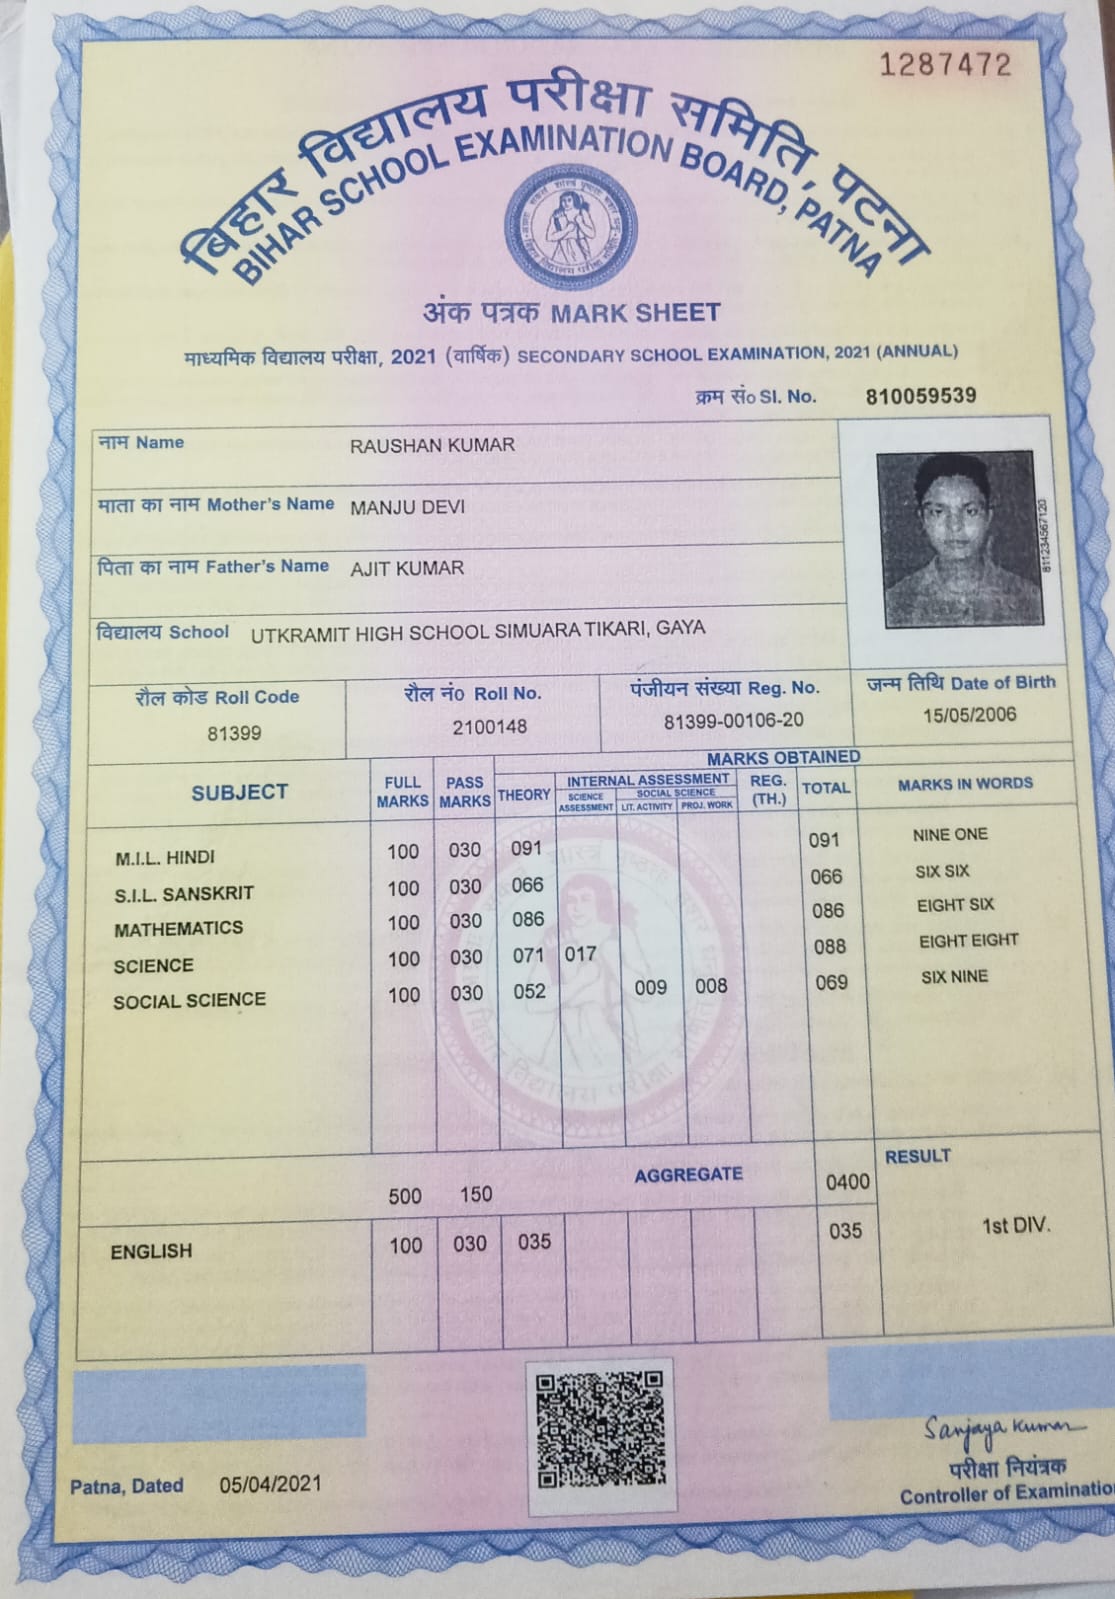 1287472
बिहार विद्यालय परीक्षा समिति, पटना
BIHAR SCHOOL EXAMINATION BOARD, PATNA
अंक पत्रक MARK SHEET
माध्यमिक विद्यालय परीक्षा, 2021 (वार्षिक) SECONDARY SCHOOL EXAMINATION, 2021 (ANNUAL)
क्रम सं० Sl. No. 810059539
नाम Name RAUSHAN KUMAR
माता का नाम Mother's Name MANJU DEVI
पिता का नाम Father's Name AJIT KUMAR
811234567120
विद्यालय School UTKRAMIT HIGH SCHOOL SIMUARA TIKARI, GAYA
रौल कोड Roll Code रौल नं० Roll No. पंजीयन संख्या Reg. No. जन्म तिथि Date of Birth
81399 2100148 81399-00106-20 15/05/2006
MARKS OBTAINED
SUBJECT FULL MARKS PASS MARKS THEORY INTERNAL ASSESSMENT REG. (TH.) TOTAL MARKS IN WORDS
SCIENCE ASSESSMENT SOCIAL SCIENCE
LIT. ACTIVITY PROJ. WORK
M.I.L. HINDI 100 030 091 091 NINE ONE
S.I.L. SANSKRIT 100 030 066 066 SIX SIX
MATHEMATICS 100 030 086 086 EIGHT SIX
SCIENCE 100 030 071 017 088 EIGHT EIGHT
SOCIAL SCIENCE 100 030 052 009 008 069 SIX NINE
500 150 AGGREGATE 0400 RESULT
ENGLISH 100 030 035 035 1st DIV.
Sanjaya Kumar
परीक्षा नियंत्रक
Patna, Dated 05/04/2021 Controller of Examination